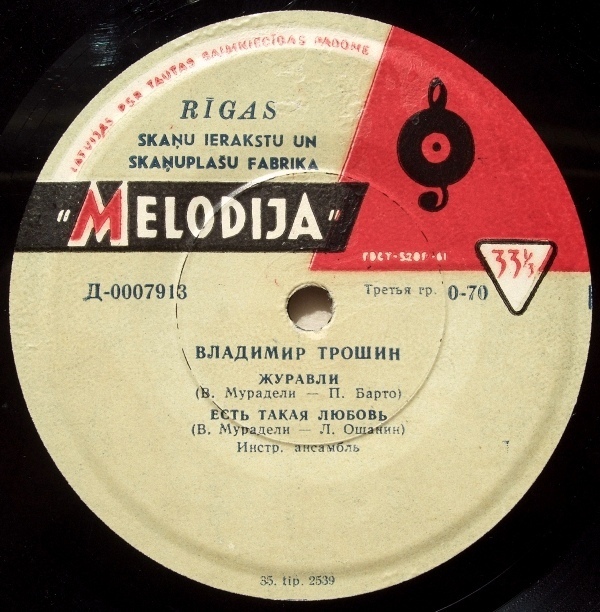 LATVIJAS PSR TAUTAS SAIMNIECĪBAS PADOME
RĪGAS
SKAŅU IERAKSTU UN
SKAŅUPLAŠU FABRIKA
"MELODIJA"
ГОСТ-5289-61
33⅓
Д-0007913
Третья гр. 0-70
ВЛАДИМИР ТРОШИН
ЖУРАВЛИ
(В. Мурадели — П. Барто)
ЕСТЬ ТАКАЯ ЛЮБОВЬ
(В. Мурадели — Л. Ошанин)
Инстр. ансамбль
35. tip. 2539